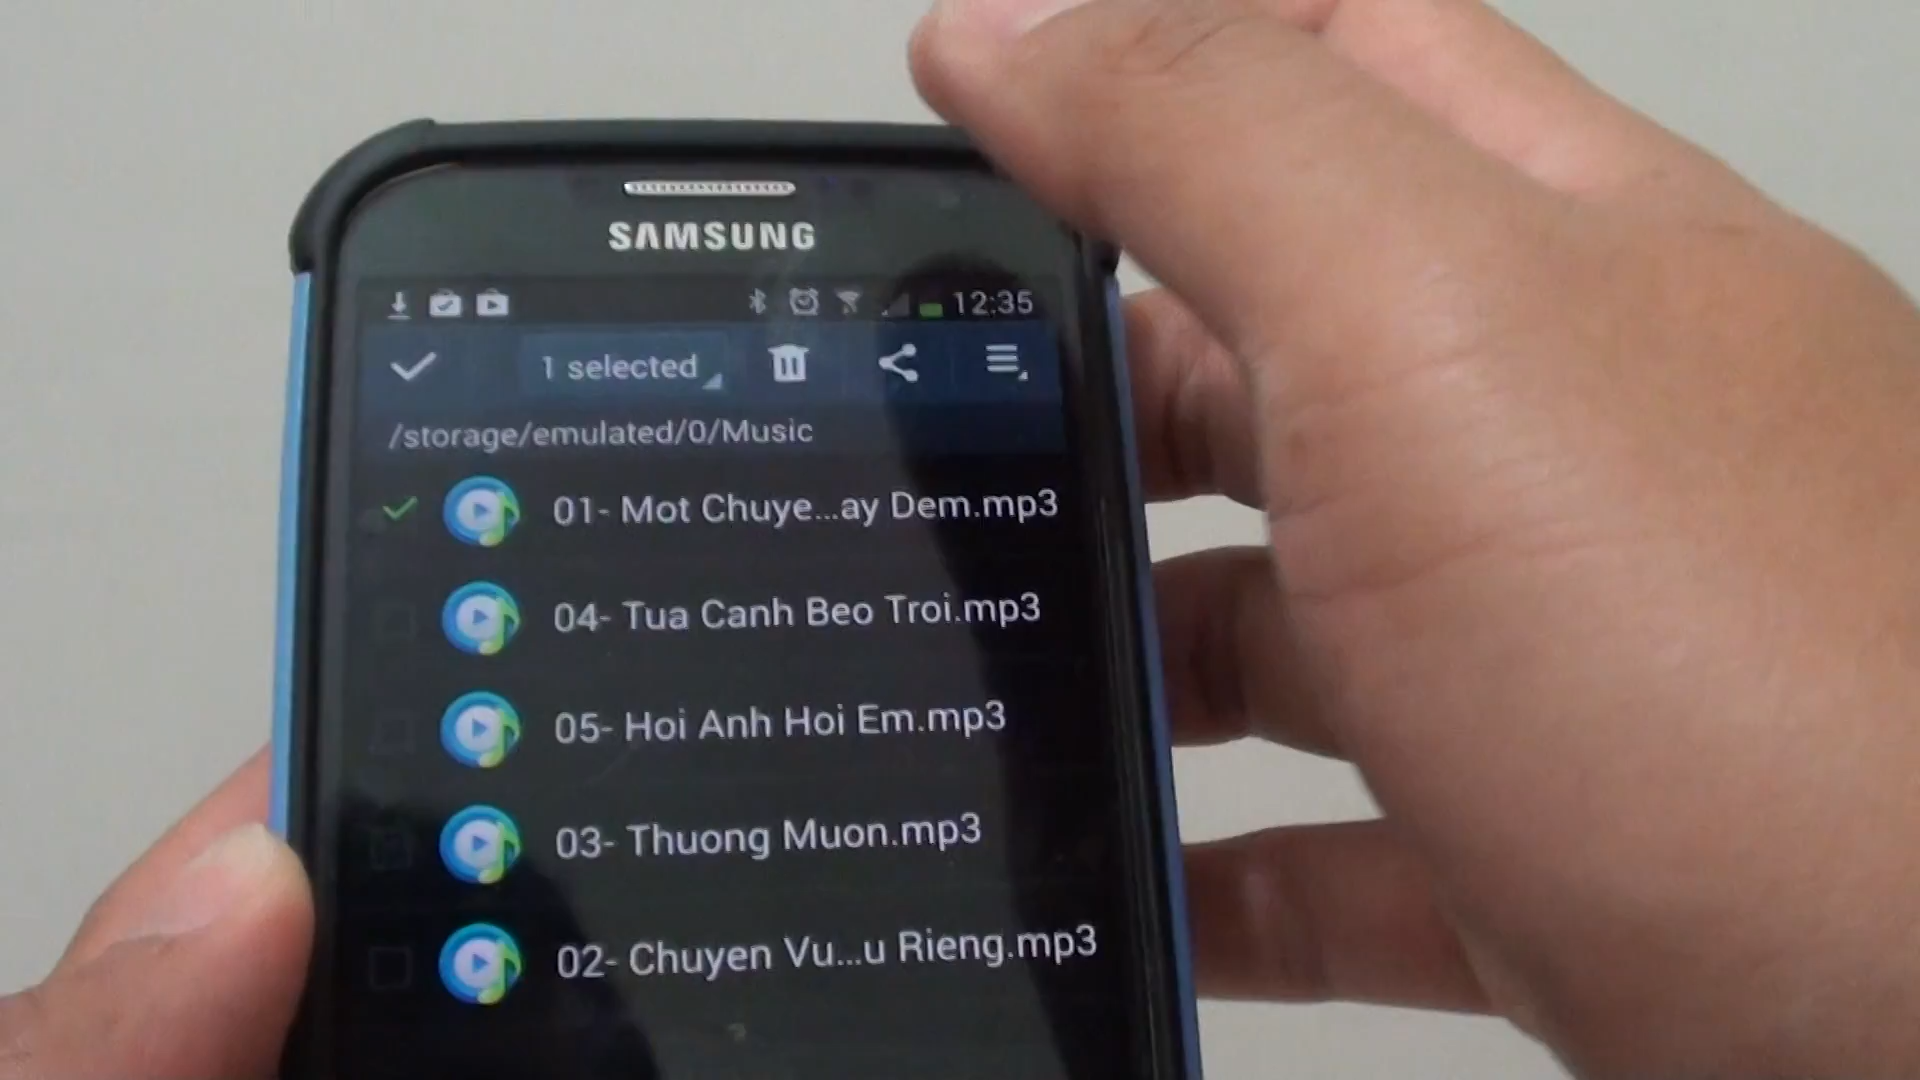 SAMSUNG
12:35
1 selected
/storage/emulated/0/Music
01- Mot Chuye...ay Dem.mp3
04- Tua Canh Beo Troi.mp3
05- Hoi Anh Hoi Em.mp3
03- Thuong Muon.mp3
02- Chuyen Vu...u Rieng.mp3